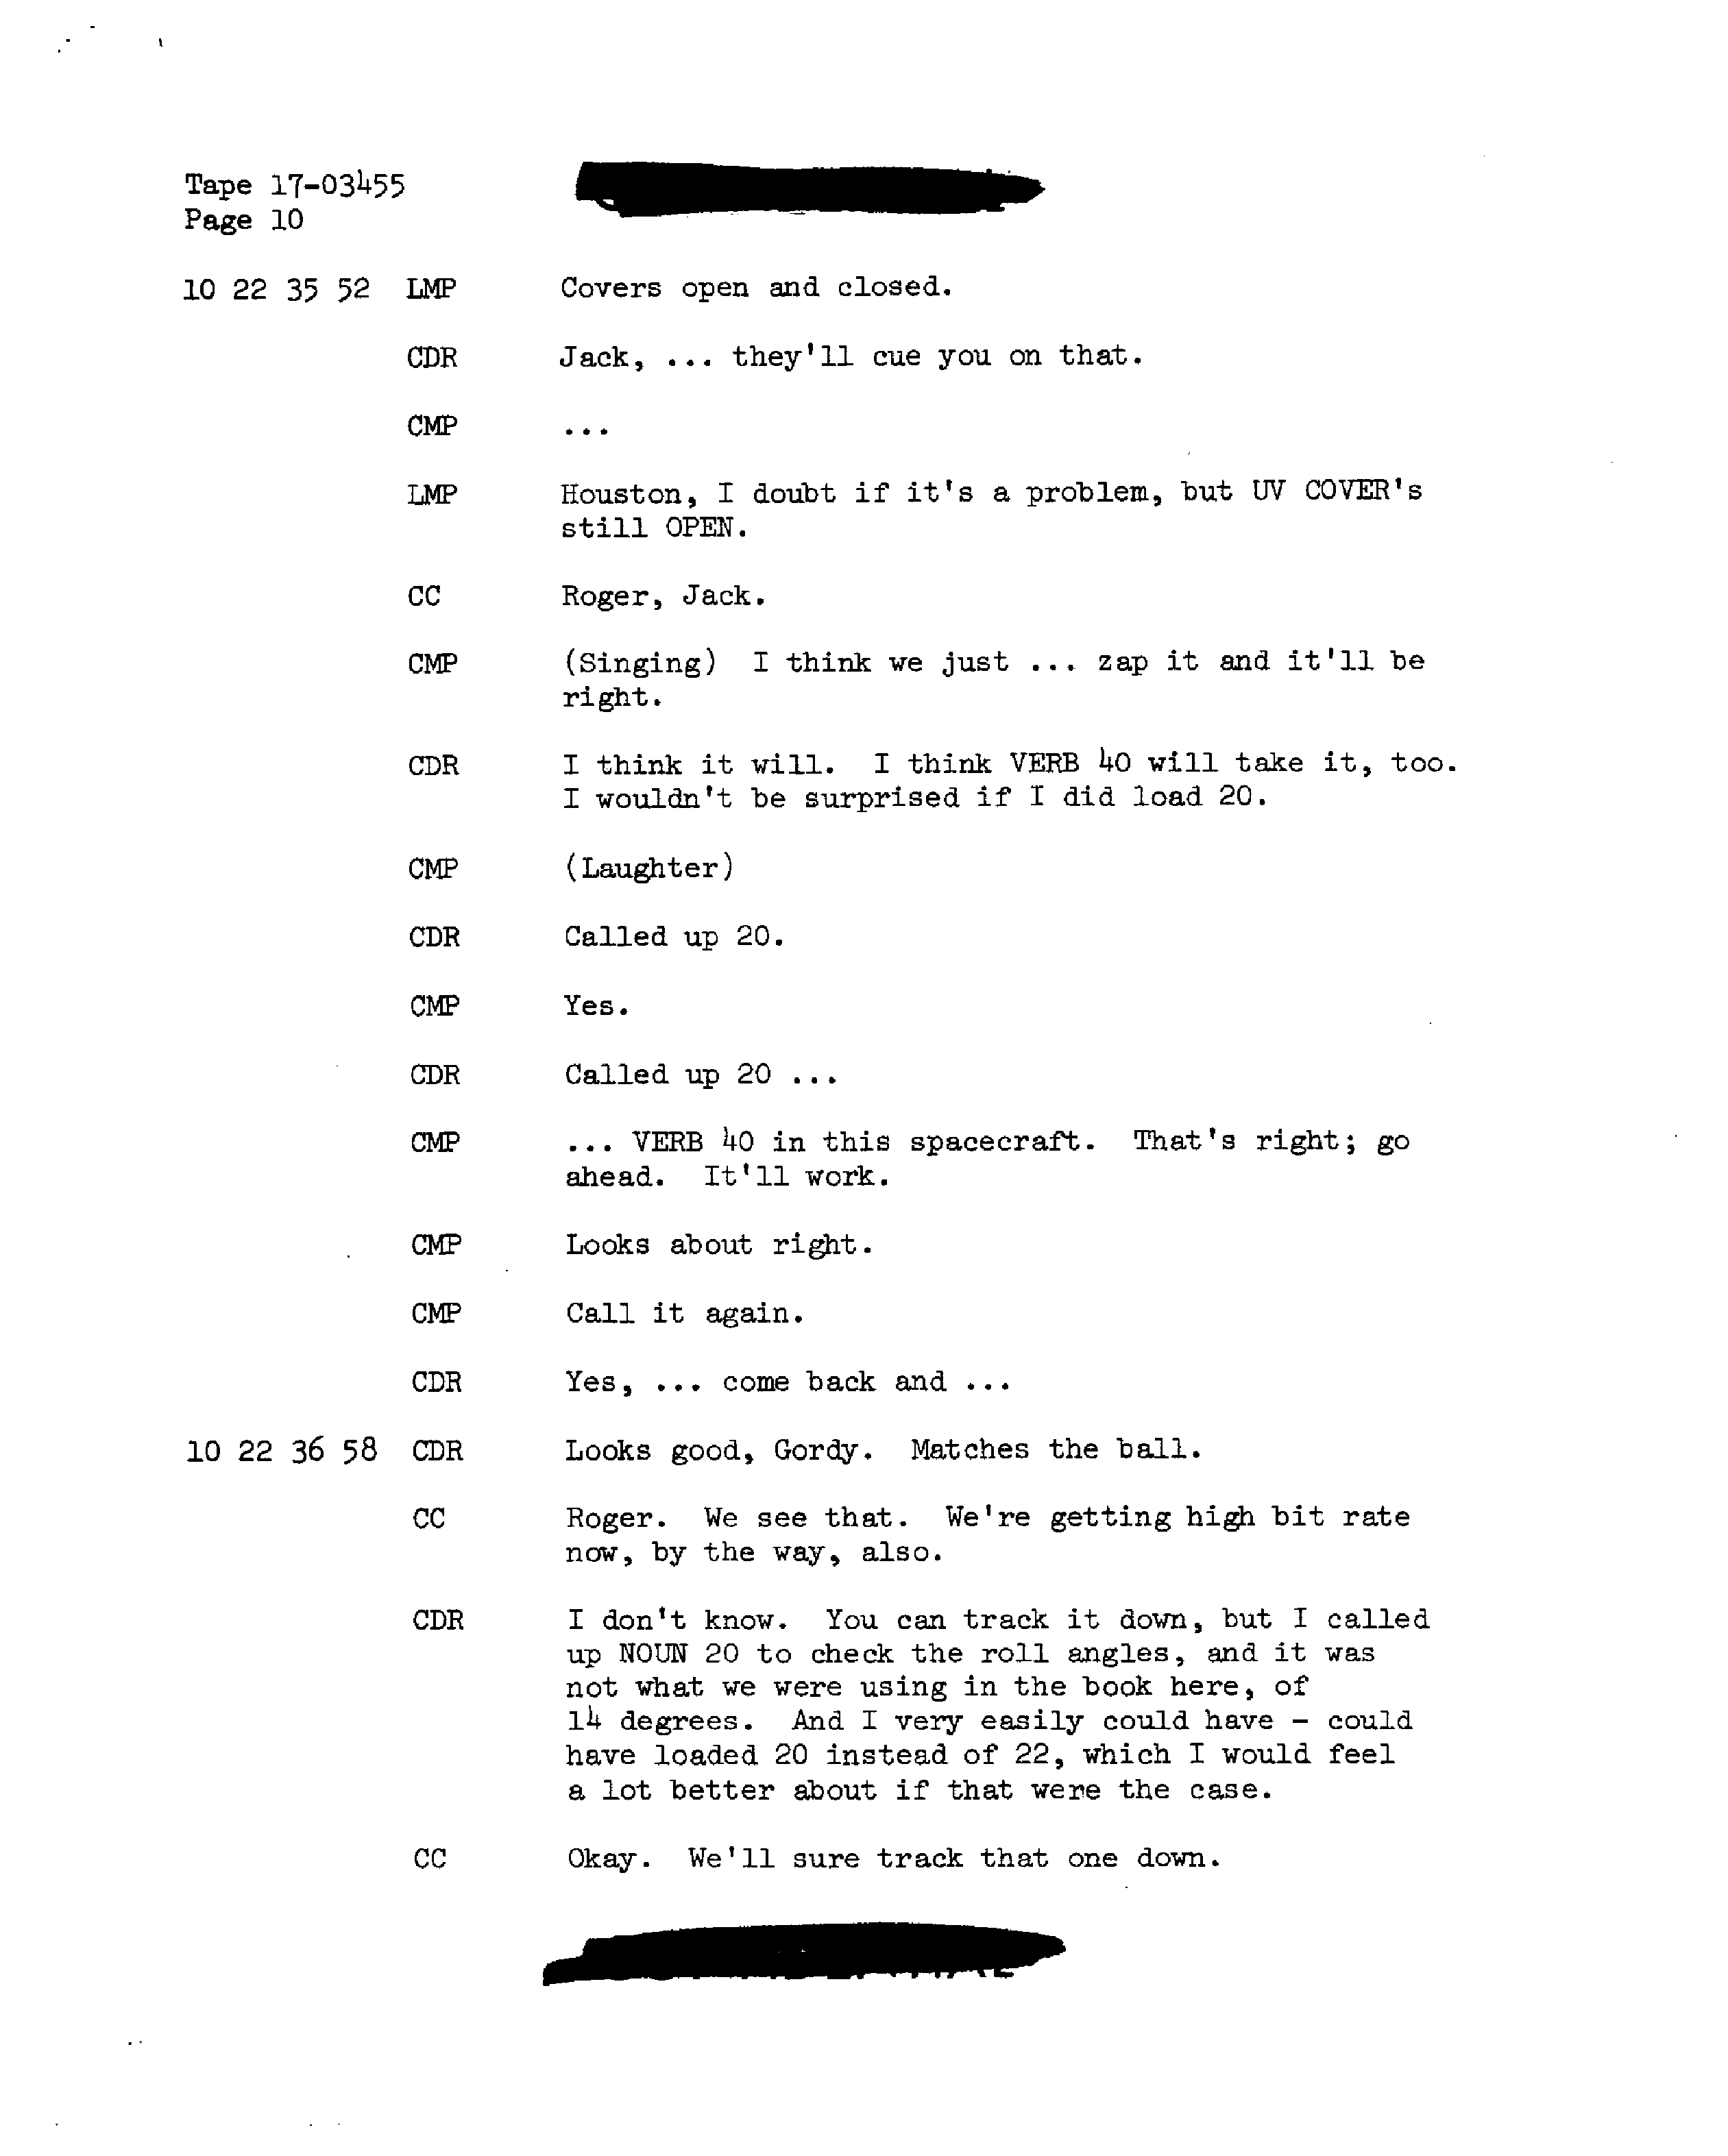 Tape 17-03455
Page 10
10 22 35 52 LMP Covers open and closed.
CDR Jack, ... they'll cue you on that.
CMP ...
LMP Houston, I doubt if it's a problem, but UV COVER's
still OPEN.
CC Roger, Jack.
CMP (Singing) I think we just ... zap it and it'll be
right.
CDR I think it will. I think VERB 40 will take it, too.
I wouldn't be surprised if I did load 20.
CMP (Laughter)
CDR Called up 20.
CMP Yes.
CDR Called up 20 ...
CMP ... VERB 40 in this spacecraft. That's right; go
ahead. It'll work.
CMP Looks about right.
CMP Call it again.
CDR Yes, ... come back and ...
10 22 36 58 CDR Looks good, Gordy. Matches the ball.
CC Roger. We see that. We're getting high bit rate
now, by the way, also.
CDR I don't know. You can track it down, but I called
up NOUN 20 to check the roll angles, and it was
not what we were using in the book here, of
14 degrees. And I very easily could have - could
have loaded 20 instead of 22, which I would feel
a lot better about if that were the case.
CC Okay. We'll sure track that one down.